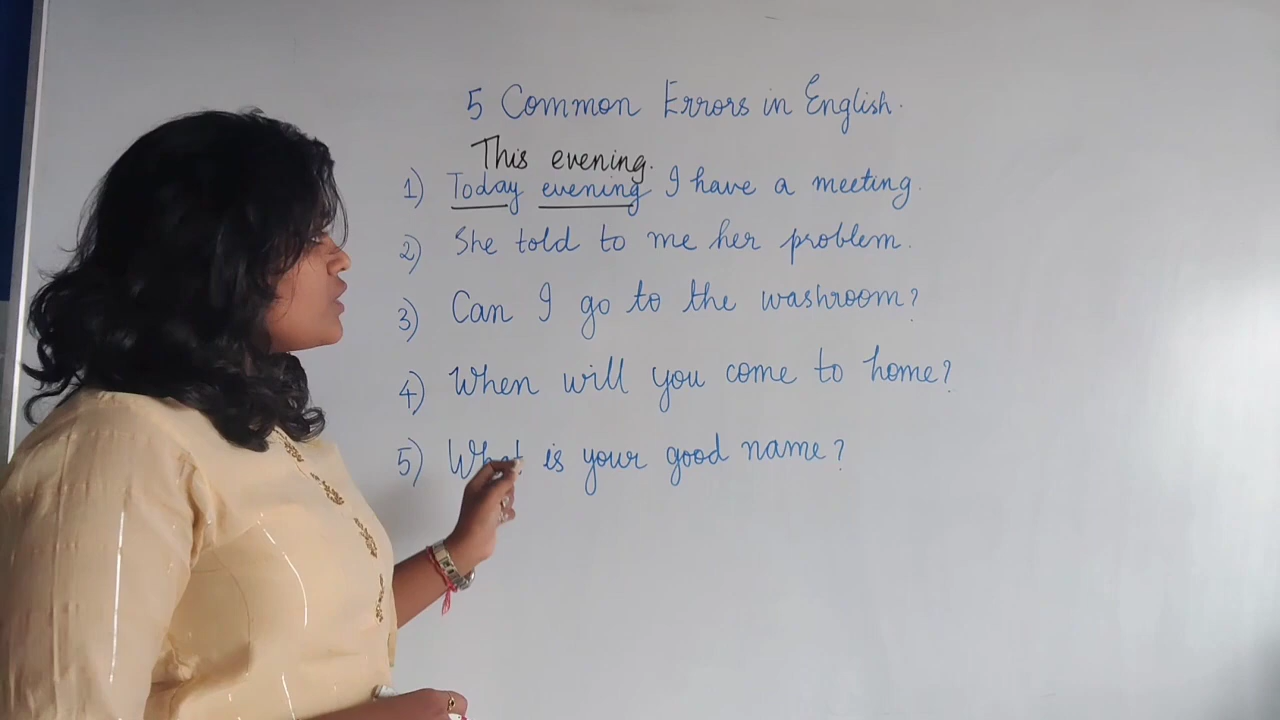 5 Common Errors in English.
This evening.
1) Today evening I have a meeting.
2) She told to me her problem.
3) Can I go to the washroom?
4) When will you come to home?
5) What is your good name?